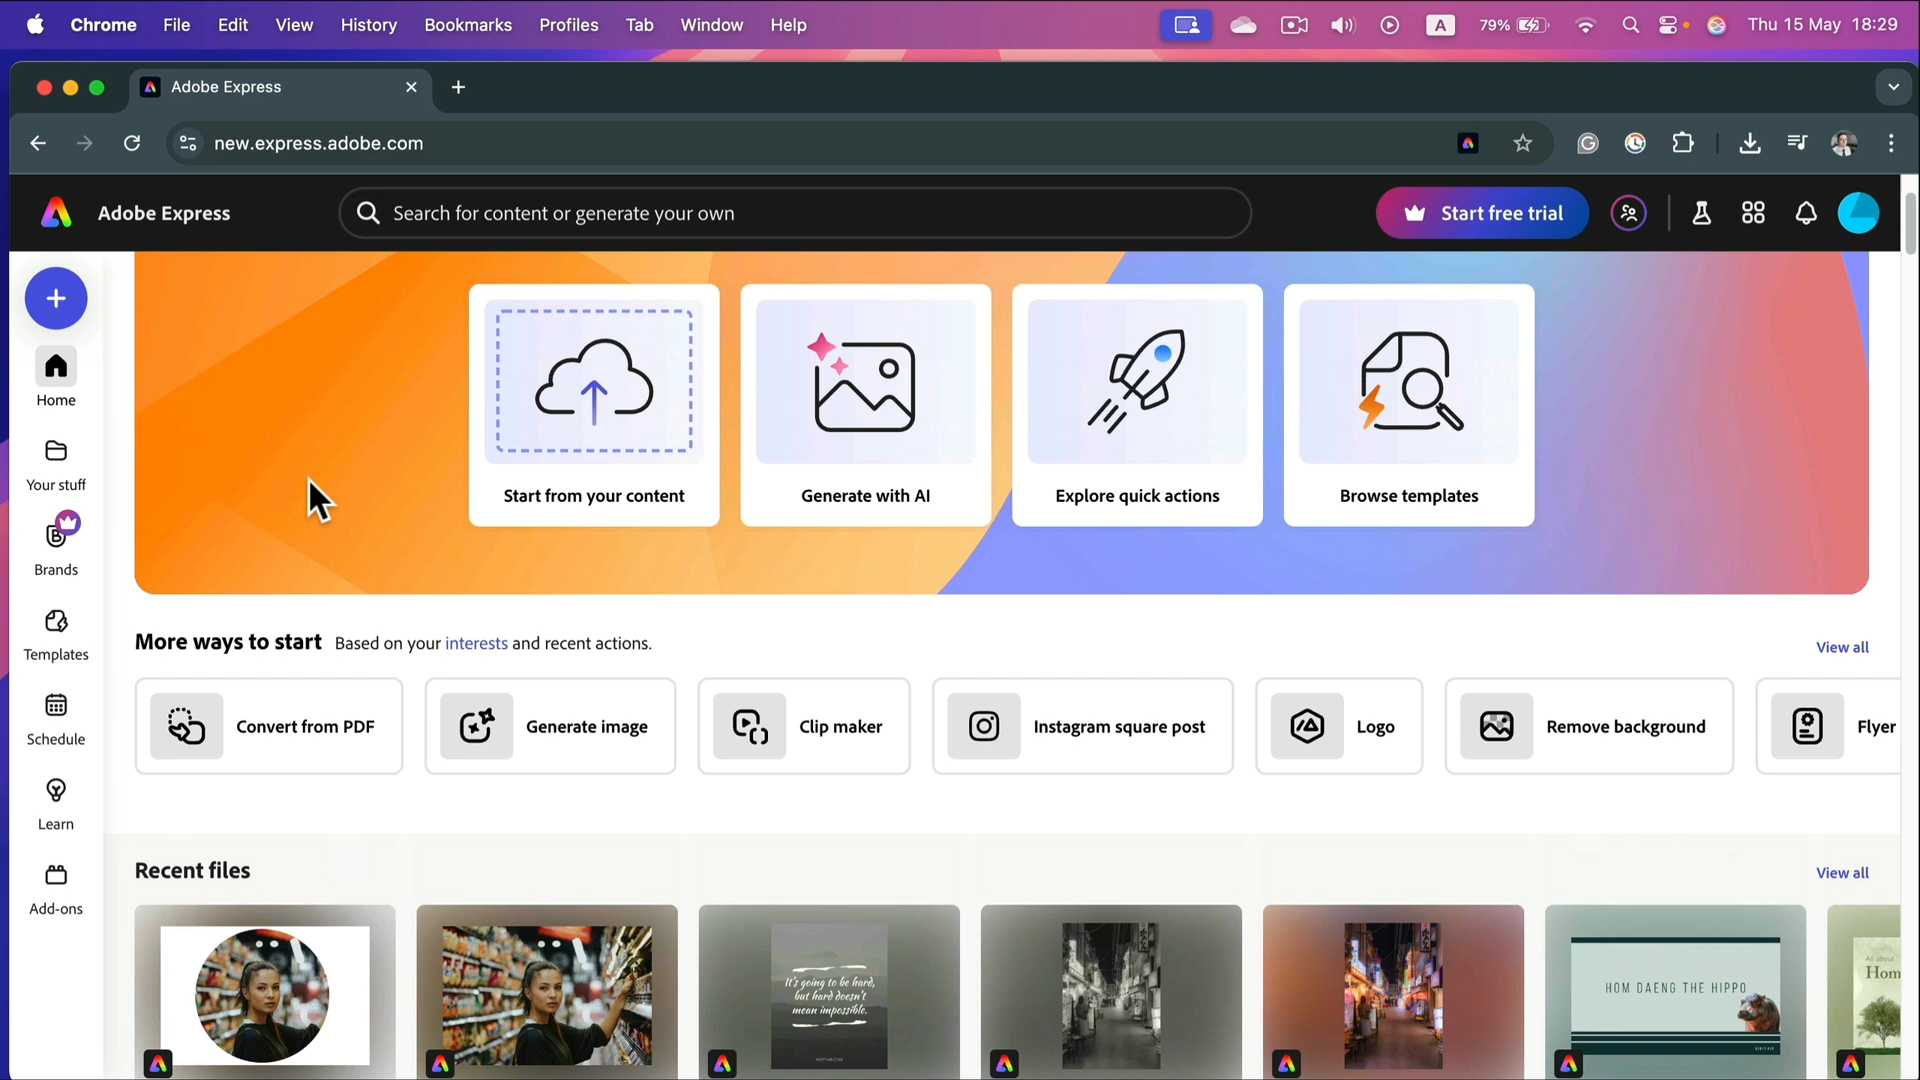 Chrome File Edit View History Bookmarks Profiles Tab Window Help A 79% Thu 15 May 18:29
Adobe Express
new.express.adobe.com
Adobe Express Search for content or generate your own Start free trial
Home
Your stuff
Brands
Templates
Schedule
Learn
Add-ons
Start from your content Generate with AI Explore quick actions Browse templates
More ways to start Based on your interests and recent actions. View all
Convert from PDF Generate image Clip maker Instagram square post Logo Remove background Flyer
Recent files View all
It's going to be hard,
but hard doesn't
mean impossible.
HOM DAENG THE HIPPO
All about
Hom